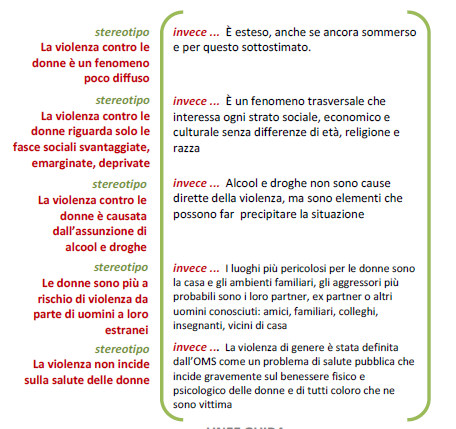 stereotipo
La violenza contro le
donne è un fenomeno
poco diffuso
invece ... È esteso, anche se ancora sommerso
e per questo sottostimato.
stereotipo
La violenza contro le
donne riguarda solo le
fasce sociali svantaggiate,
emarginate, deprivate
invece ... È un fenomeno trasversale che
interessa ogni strato sociale, economico e
culturale senza differenze di età, religione e
razza
stereotipo
La violenza contro le
donne è causata
dall'assunzione di
alcool e droghe
invece ... Alcool e droghe non sono cause
dirette della violenza, ma sono elementi che
possono far precipitare la situazione
stereotipo
Le donne sono più a
rischio di violenza da
parte di uomini a loro
estranei
invece ... I luoghi più pericolosi per le donne sono
la casa e gli ambienti familiari, gli aggressori più
probabili sono i loro partner, ex partner o altri
uomini conosciuti: amici, familiari, colleghi,
insegnanti, vicini di casa
stereotipo
La violenza non incide
sulla salute delle donne
invece ... La violenza di genere è stata definita
dall'OMS come un problema di salute pubblica che
incide gravemente sul benessere fisico e
psicologico delle donne e di tutti coloro che ne
sono vittima